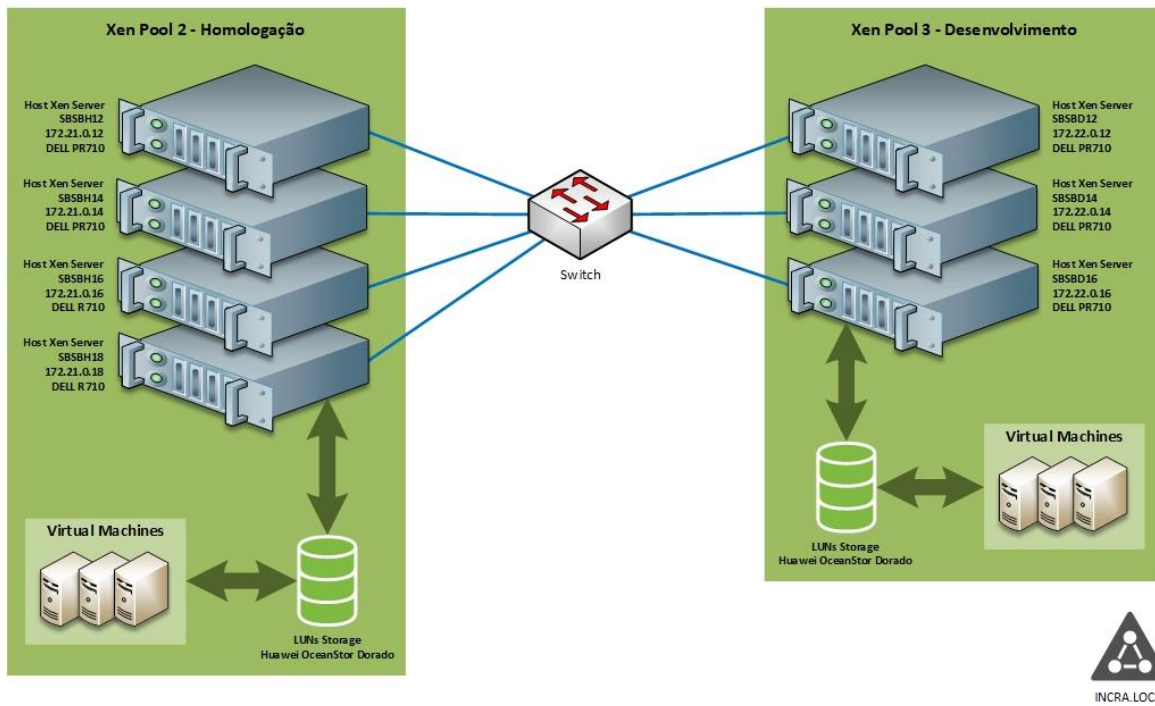 Xen Pool 2 - Homologação
Host Xen Server
SBSBH12
172.21.0.12
DELL PR710
Host Xen Server
SBSBH14
172.21.0.14
DELL PR710
Host Xen Server
SBSBH16
172.21.0.16
DELL R710
Host Xen Server
SBSBH18
172.21.0.18
DELL R710
Virtual Machines
LUNs Storage
Huawei OceanStor Dorado
Switch
Xen Pool 3 - Desenvolvimento
Host Xen Server
SBSBD12
172.22.0.12
DELL PR710
Host Xen Server
SBSBD14
172.22.0.14
DELL PR710
Host Xen Server
SBSBD16
172.22.0.16
DELL PR710
Virtual Machines
LUNs Storage
Huawei OceanStor Dorado
INCRA.LOC